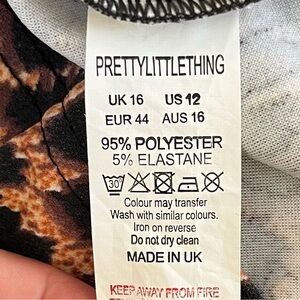 PRETTYLITTLETHING
UK 16 US 12
EUR 44 AUS 16
95% POLYESTER
5% ELASTANE
30
Colour may transfer
Wash with similar colours.
Iron on reverse
Do not dry clean
MADE IN UK
KEEP AWAY FROM FIRE